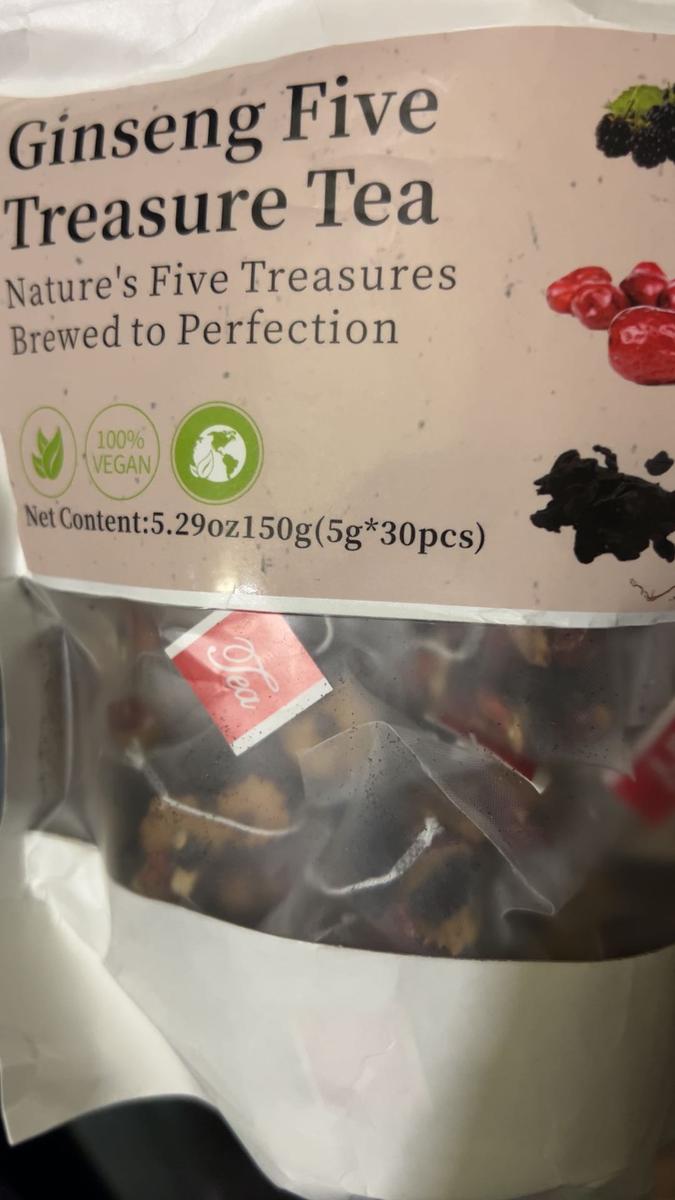 Ginseng Five
Treasure Tea
Nature's Five Treasures
Brewed to Perfection
100%
VEGAN
Net Content:5.29oz150g(5g*30pcs)
Tea